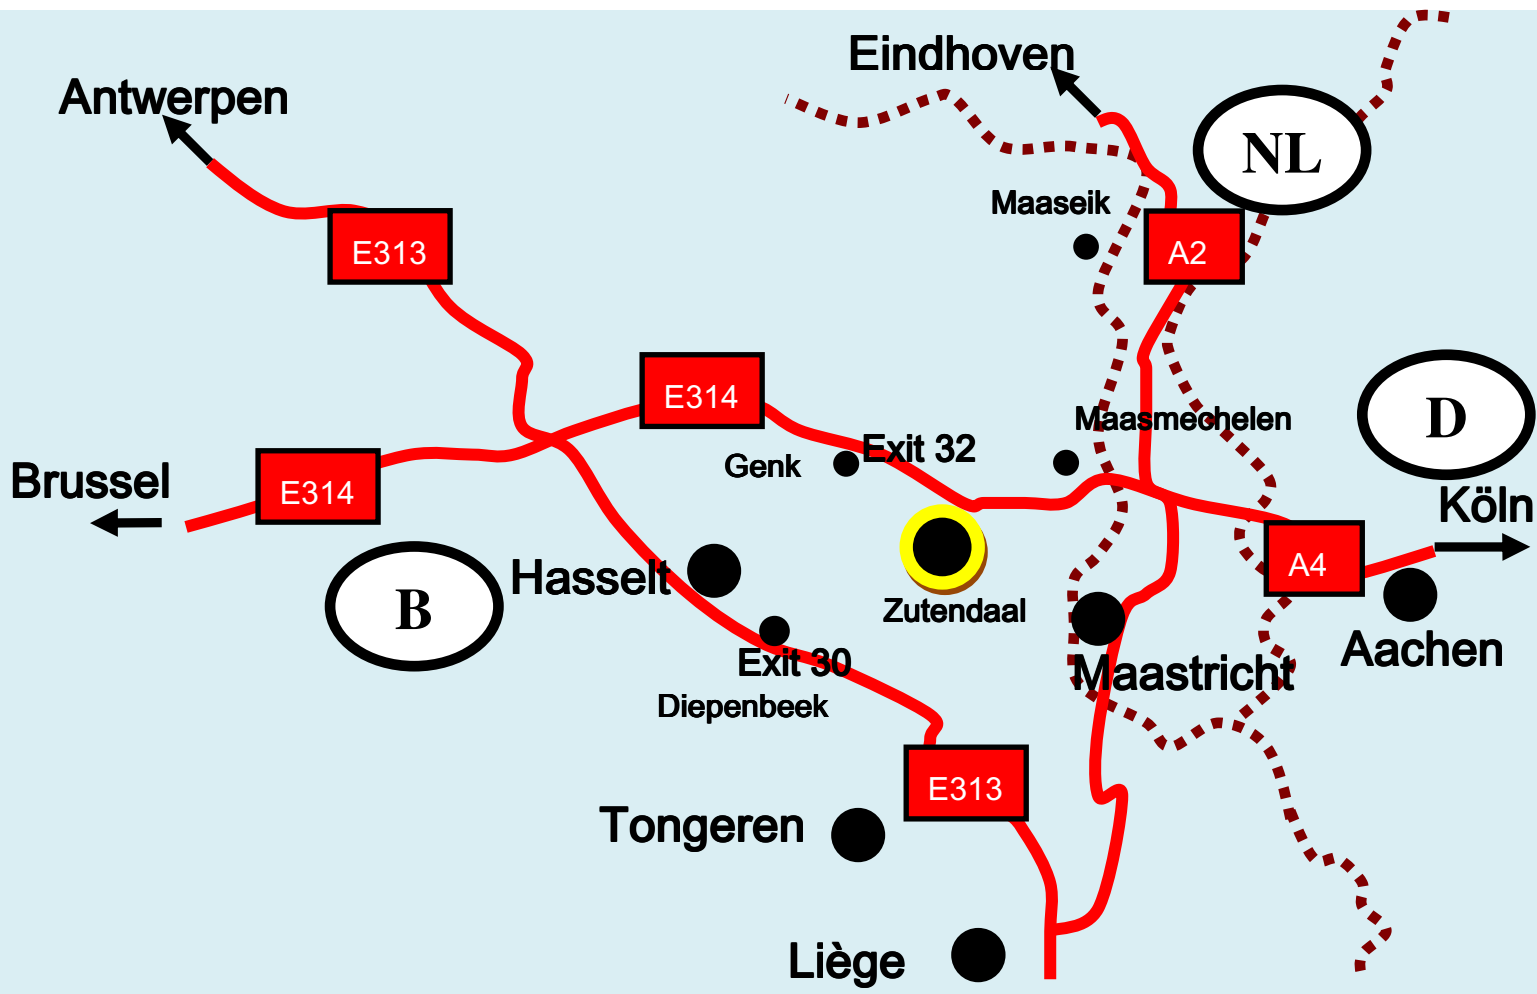 Eindhoven
Antwerpen
NL
Maaseik
E313
A2
E314
D
Maasmechelen
Exit 32
Genk
Brussel
E314
Köln
Hasselt
A4
B
Zutendaal
Aachen
Exit 30
Maastricht
Diepenbeek
E313
Tongeren
Liège